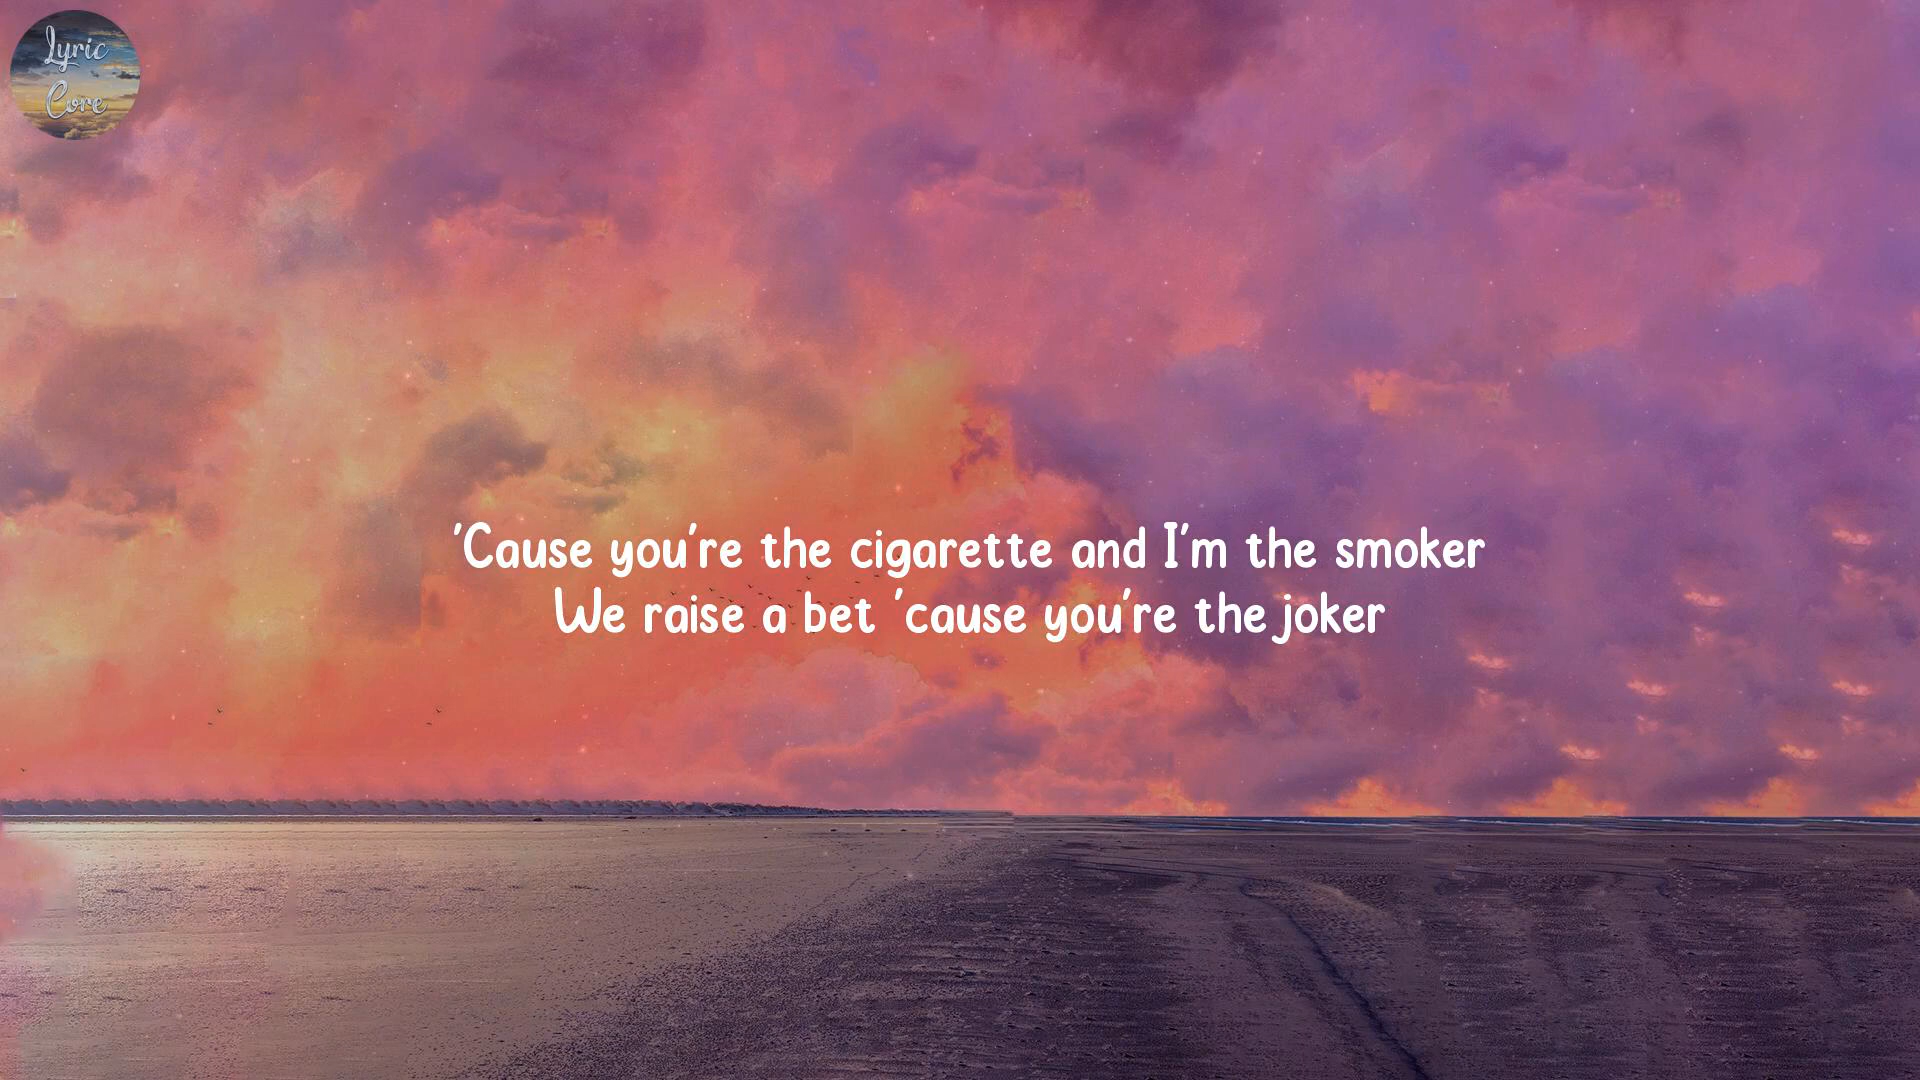 Lyric
Core
'Cause you're the cigarette and I'm the smoker
We raise a bet 'cause you're the joker